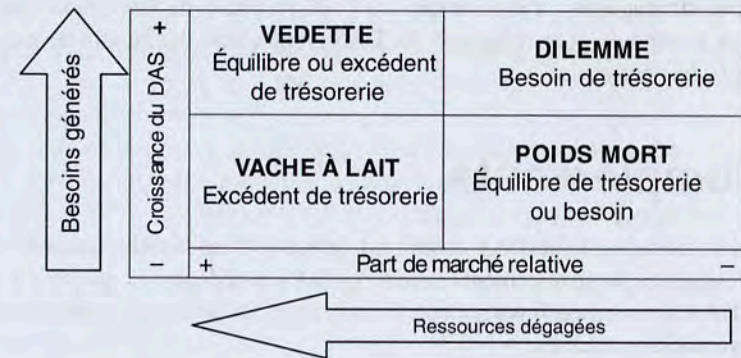 Besoins générés
Croissance du DAS
+
–
VEDETTE
Équilibre ou excédent
de trésorerie
DILEMME
Besoin de trésorerie
VACHE À LAIT
Excédent de trésorerie
POIDS MORT
Équilibre de trésorerie
ou besoin
+
Part de marché relative
–
Ressources dégagées